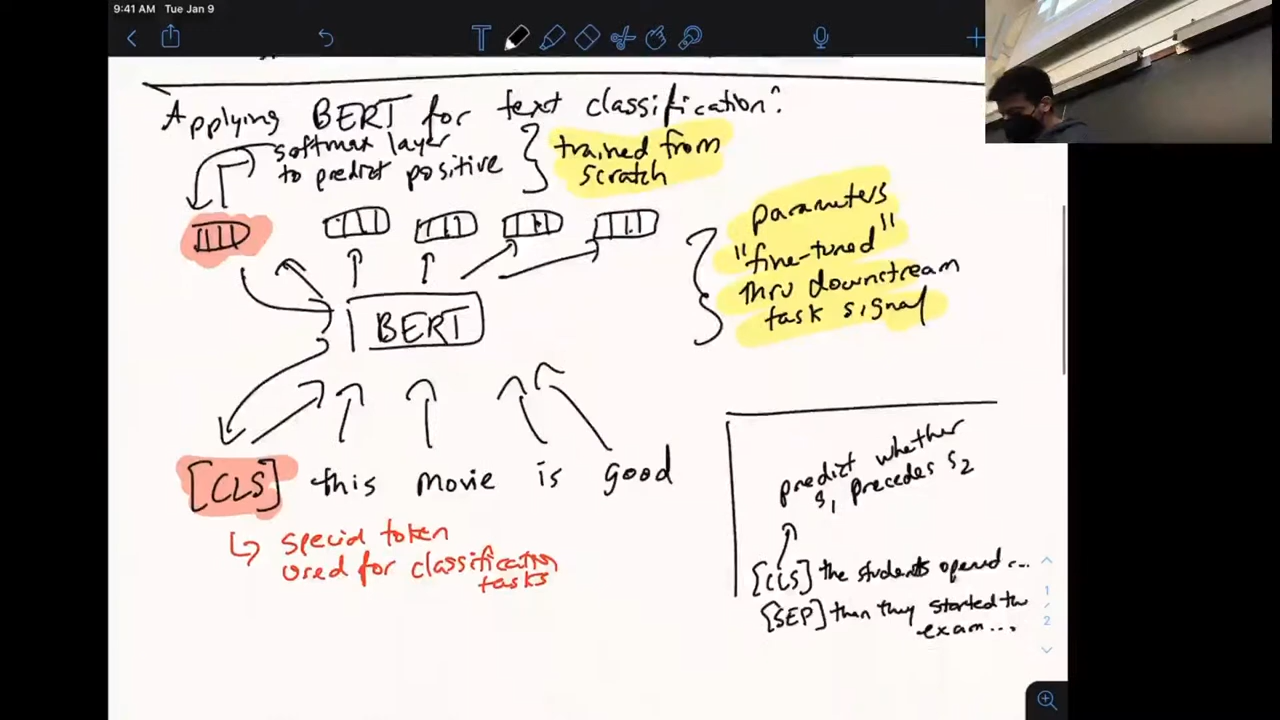 9:41 AM Tue Jan 9
Applying BERT for text classification?
softmax layer
to predict positive
trained from
scratch
parameters
"fine-tuned"
thru downstream
task signal
BERT
[CLS] this movie is good
special token
used for classification
tasks
predict whether
s1 precedes s2
[CLS] the students opened ...
[SEP] then they started the
exam ...
1
/
2